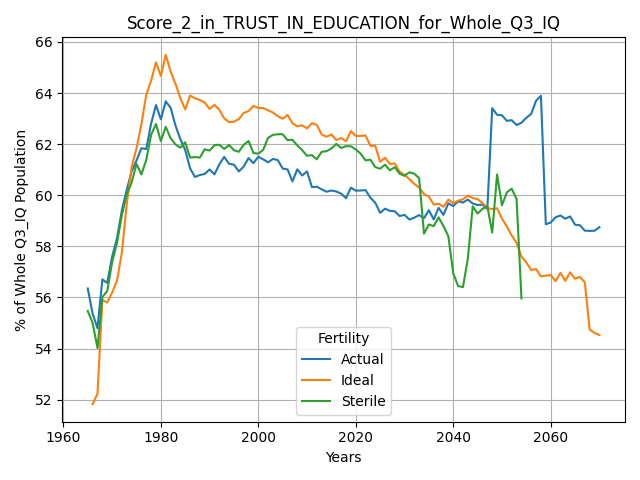 Score_2_in_TRUST_IN_EDUCATION_for_Whole_Q3_IQ
% of Whole Q3_IQ Population
66
64
62
60
58
56
54
52
Fertility
Actual
Ideal
Sterile
1960
1980
2000
2020
2040
2060
Years